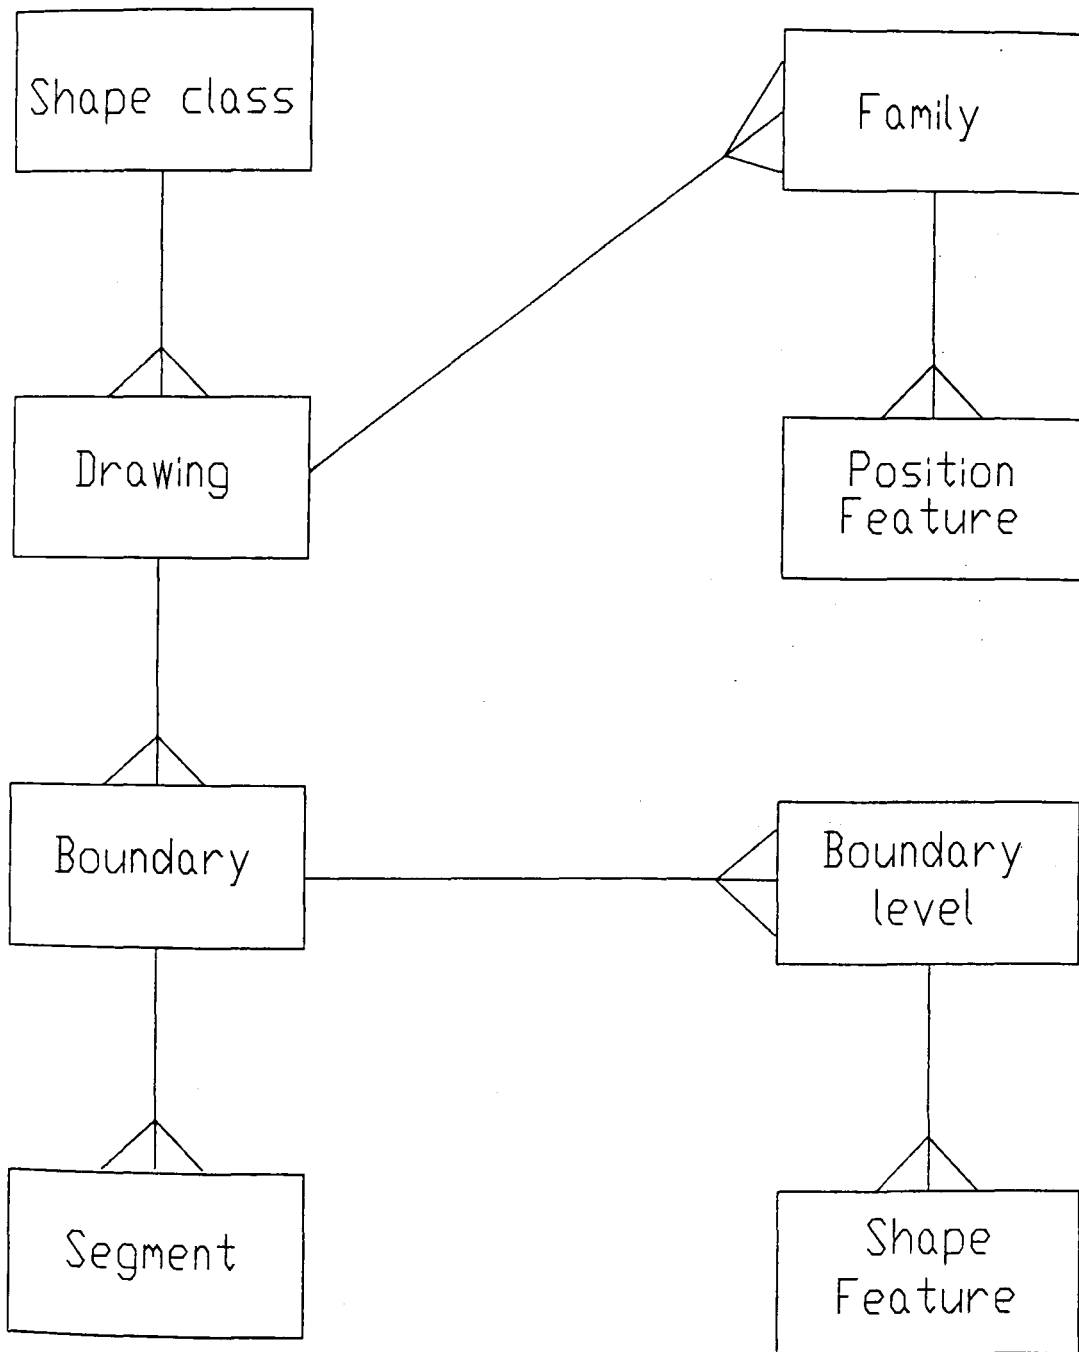 Shape class
Family
Drawing
Position
Feature
Boundary
Boundary
level
Segment
Shape
Feature